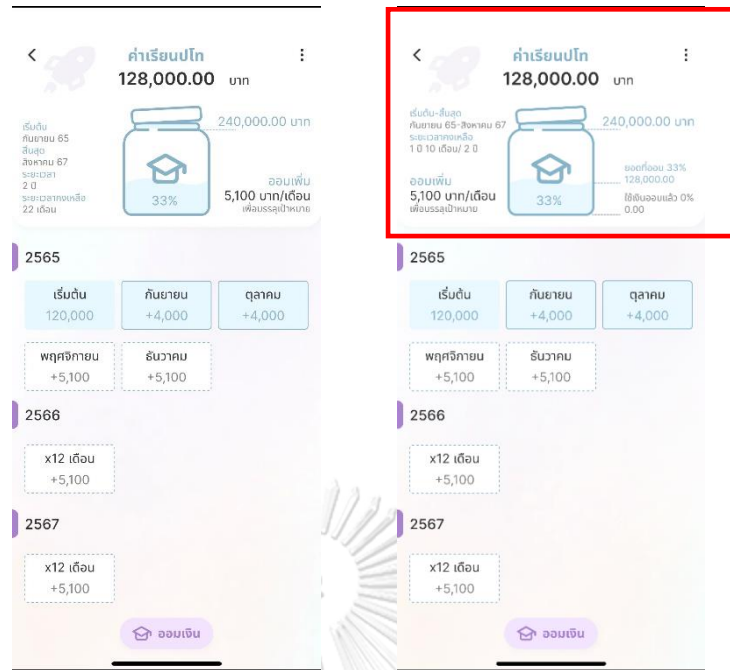 ค่าเรียนปโท
128,000.00 บาท
เริ่มต้น
กันยายน 65
สิ้นสุด
สิงหาคม 67
ระยะเวลา
2 ปี
ระยะเวลาคงเหลือ
22 เดือน
33%
240,000.00 บาท
ออมเพิ่ม
5,100 บาท/เดือน
เพื่อบรรลุเป้าหมาย
2565
เริ่มต้น กันยายน ตุลาคม
120,000 +4,000 +4,000
พฤศจิกายน ธันวาคม
+5,100 +5,100
2566
x12 เดือน
+5,100
2567
x12 เดือน
+5,100
ออมเงิน
ค่าเรียนปโท
128,000.00 บาท
เริ่มต้น-สิ้นสุด
กันยายน 65-สิงหาคม 67
ระยะเวลาคงเหลือ
1 ปี 10 เดือน/ 2 ปี
ออมเพิ่ม
5,100 บาท/เดือน
เพื่อบรรลุเป้าหมาย
33%
240,000.00 บาท
ยอดที่ออม 33%
128,000.00
ใช้เงินออมแล้ว 0%
0.00
2565
เริ่มต้น กันยายน ตุลาคม
120,000 +4,000 +4,000
พฤศจิกายน ธันวาคม
+5,100 +5,100
2566
x12 เดือน
+5,100
2567
x12 เดือน
+5,100
ออมเงิน